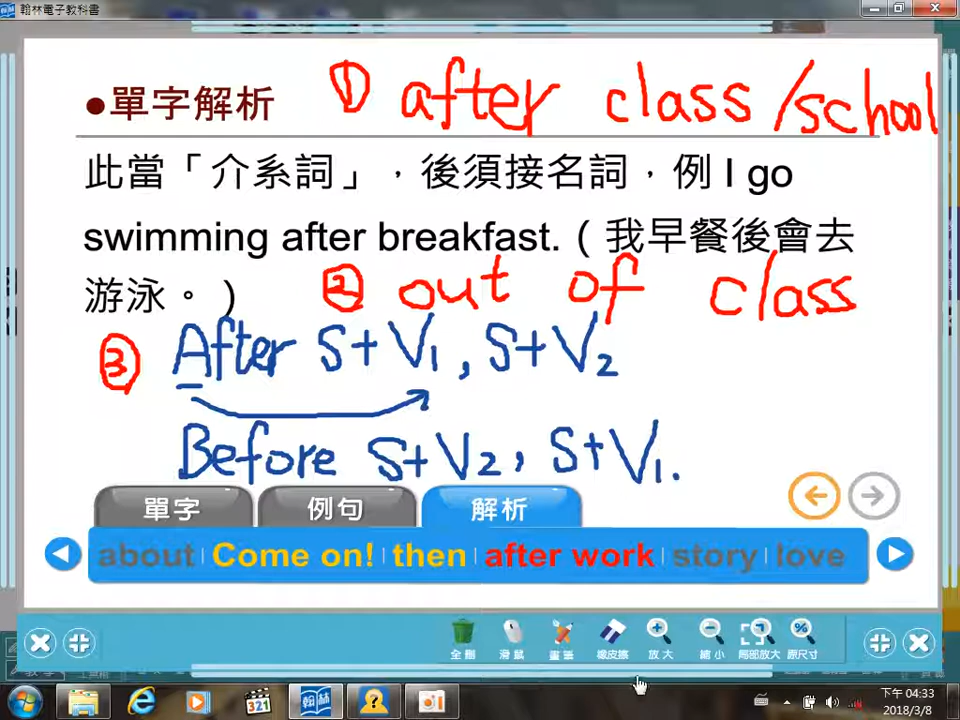 翰林電子教科書
●單字解析 ① after class/school
此當「介系詞」，後須接名詞，例 I go
swimming after breakfast.（我早餐後會去
游泳。） ② out of class
③ After S+V1, S+V2
Before S+V2, S+V1.
單字 例句 解析
about Come on! then after work story love
全刪 滑鼠 畫筆 橡皮擦 放大 縮小 局部放大 原尺寸
321 翰林
下午 04:33
2018/3/8